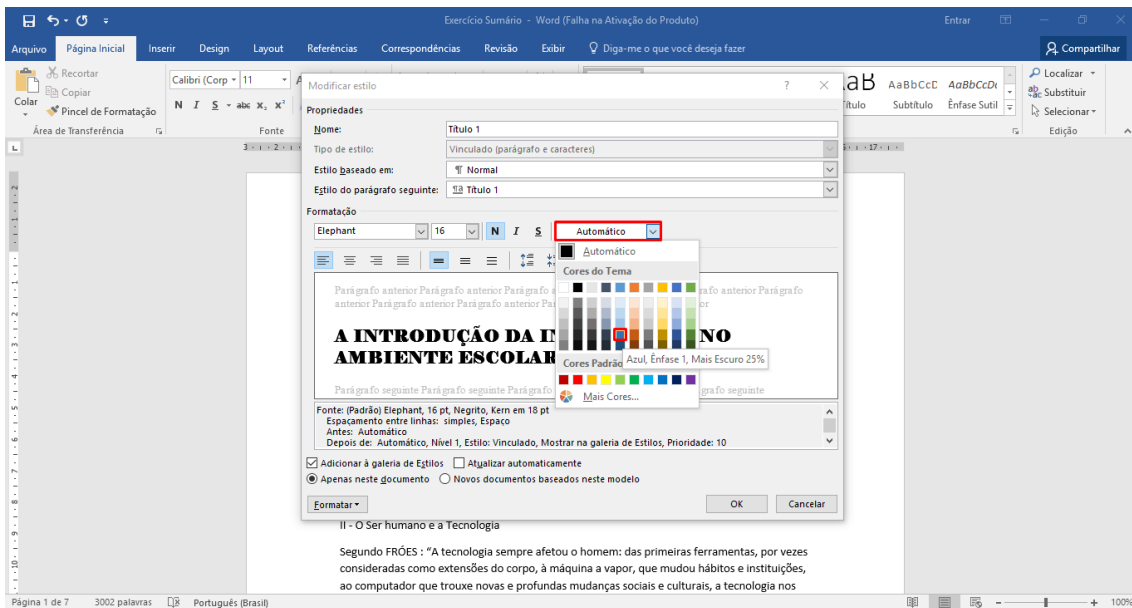 Exercício Sumário - Word (Falha na Ativação do Produto)
Entrar
Arquivo Página Inicial Inserir Design Layout Referências Correspondências Revisão Exibir Diga-me o que você deseja fazer
Compartilhar
Colar
Recortar
Copiar
Pincel de Formatação
Área de Transferência
Calibri (Corp 11
N I S abc X₂ X²
Fonte
AaBbCcD AaBbCcDt
Título Subtítulo Ênfase Sutil
Localizar
Substituir
Selecionar
Edição
Modificar estilo
Propriedades
Nome: Título 1
Tipo de estilo: Vinculado (parágrafo e caracteres)
Estilo baseado em: ¶ Normal
Estilo do parágrafo seguinte: ¶a Título 1
Formatação
Elephant 16 N I S Automático
Automático
Cores do Tema
Azul, Ênfase 1, Mais Escuro 25%
Cores Padrão
Mais Cores...
Parágrafo anterior Parágrafo anterior Parágrafo anterior Parágrafo
anterior Parágrafo anterior Parágrafo anterior
A INTRODUÇÃO DA IN NO
AMBIENTE ESCOLAR
Parágrafo seguinte Parágrafo seguinte Parágrafo seguinte
Fonte: (Padrão) Elephant, 16 pt, Negrito, Kern em 18 pt
Espaçamento entre linhas: simples, Espaço
Antes: Automático
Depois de: Automático, Nível 1, Estilo: Vinculado, Mostrar na galeria de Estilos, Prioridade: 10
Adicionar à galeria de Estilos Atualizar automaticamente
Apenas neste documento Novos documentos baseados neste modelo
Formatar OK Cancelar
II - O Ser humano e a Tecnologia
Segundo FRÓES : “A tecnologia sempre afetou o homem: das primeiras ferramentas, por vezes
consideradas como extensões do corpo, à máquina a vapor, que mudou hábitos e instituições,
ao computador que trouxe novas e profundas mudanças sociais e culturais, a tecnologia nos
Página 1 de 7 3002 palavras Português (Brasil) 100%